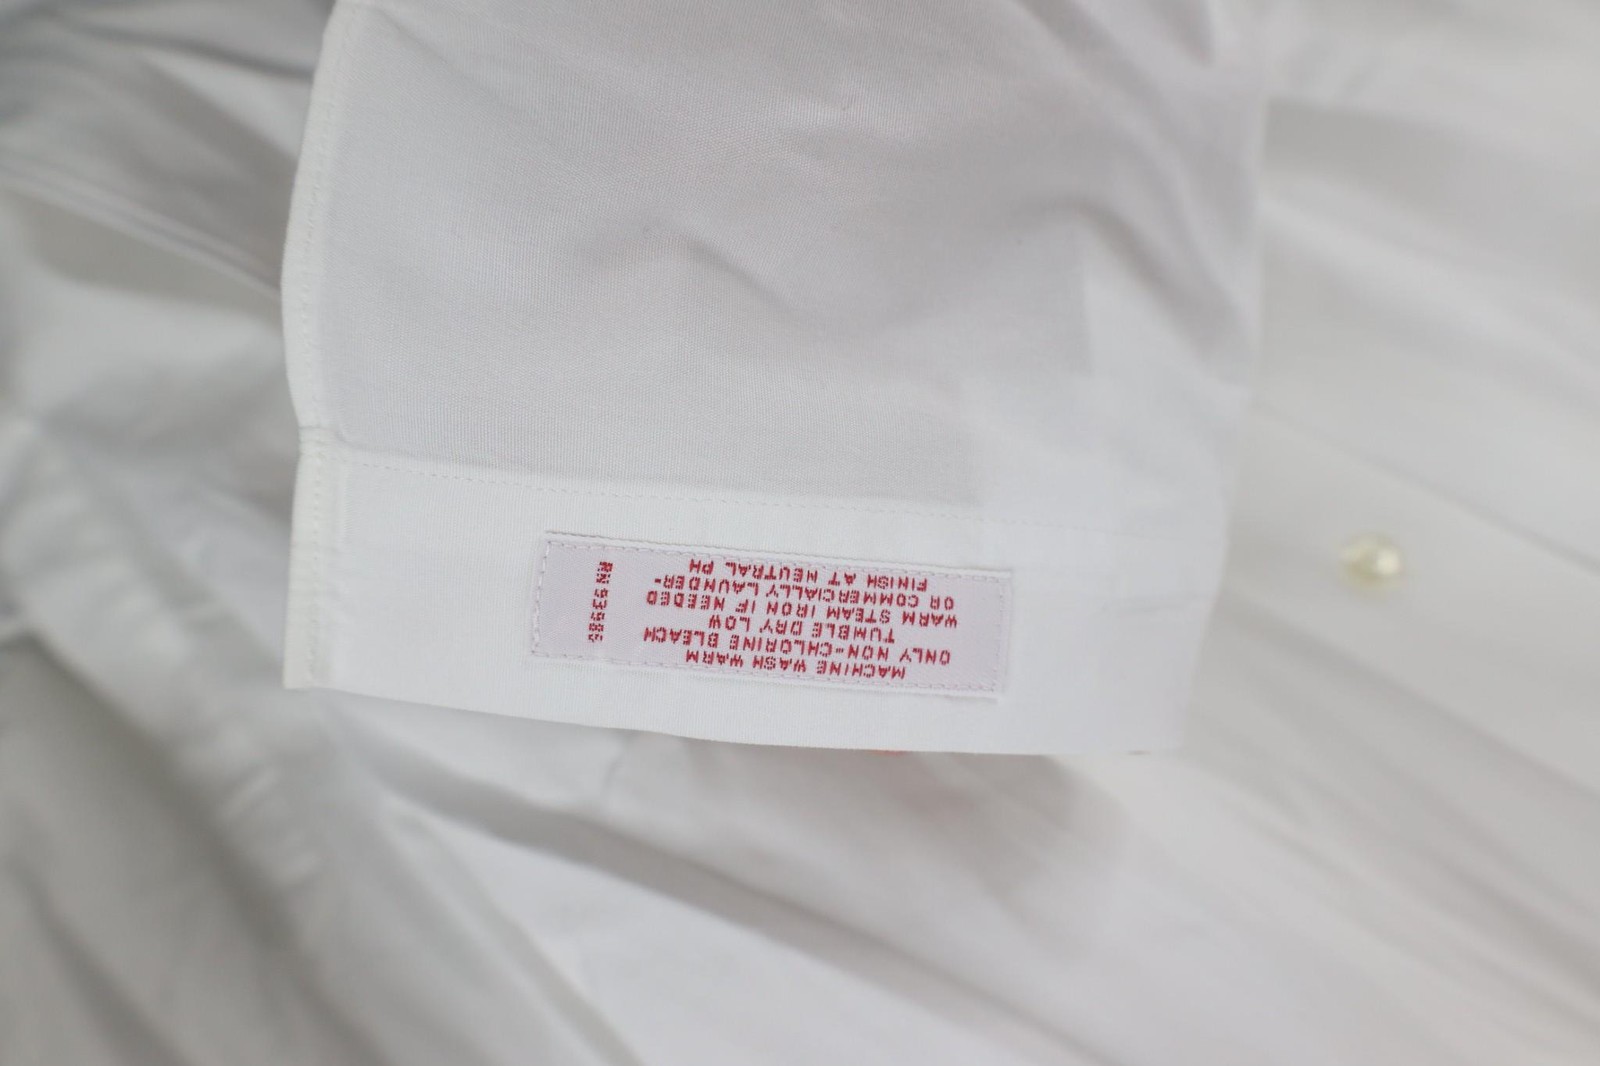 MACHINE WASH WARM
ONLY NON-CHLORINE BLEACH
TUMBLE DRY LOW
WARM STEAM IRON IF NEEDED
OR COMMERCIALLY LAUNDER-
FINISH AT NEUTRAL PH
RN